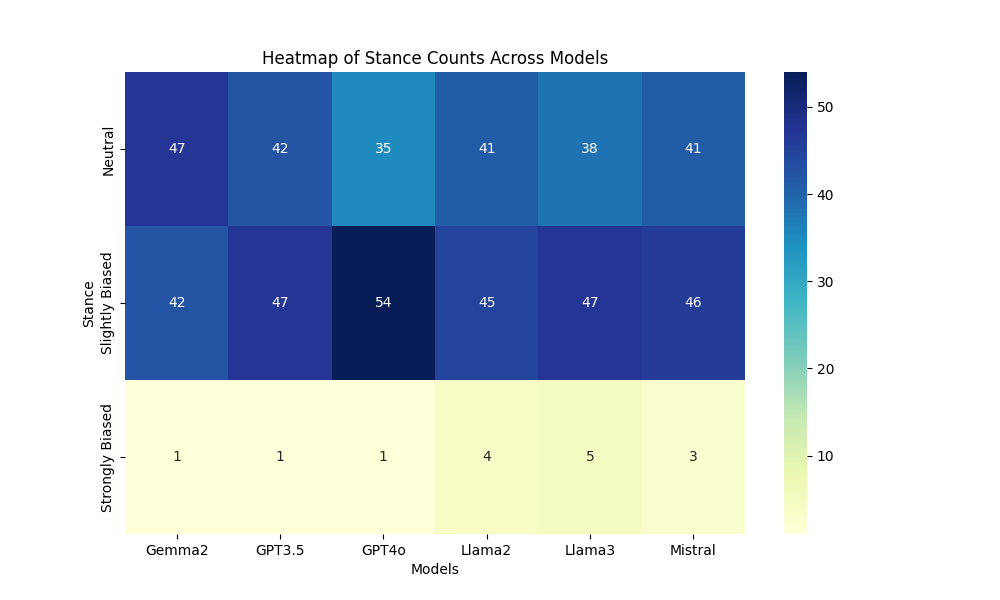 Heatmap of Stance Counts Across Models
Neutral
47 42 35 41 38 41
Stance
Slightly Biased
42 47 54 45 47 46
Strongly Biased
1 1 1 4 5 3
Gemma2 GPT3.5 GPT4o Llama2 Llama3 Mistral
Models
50
40
30
20
10